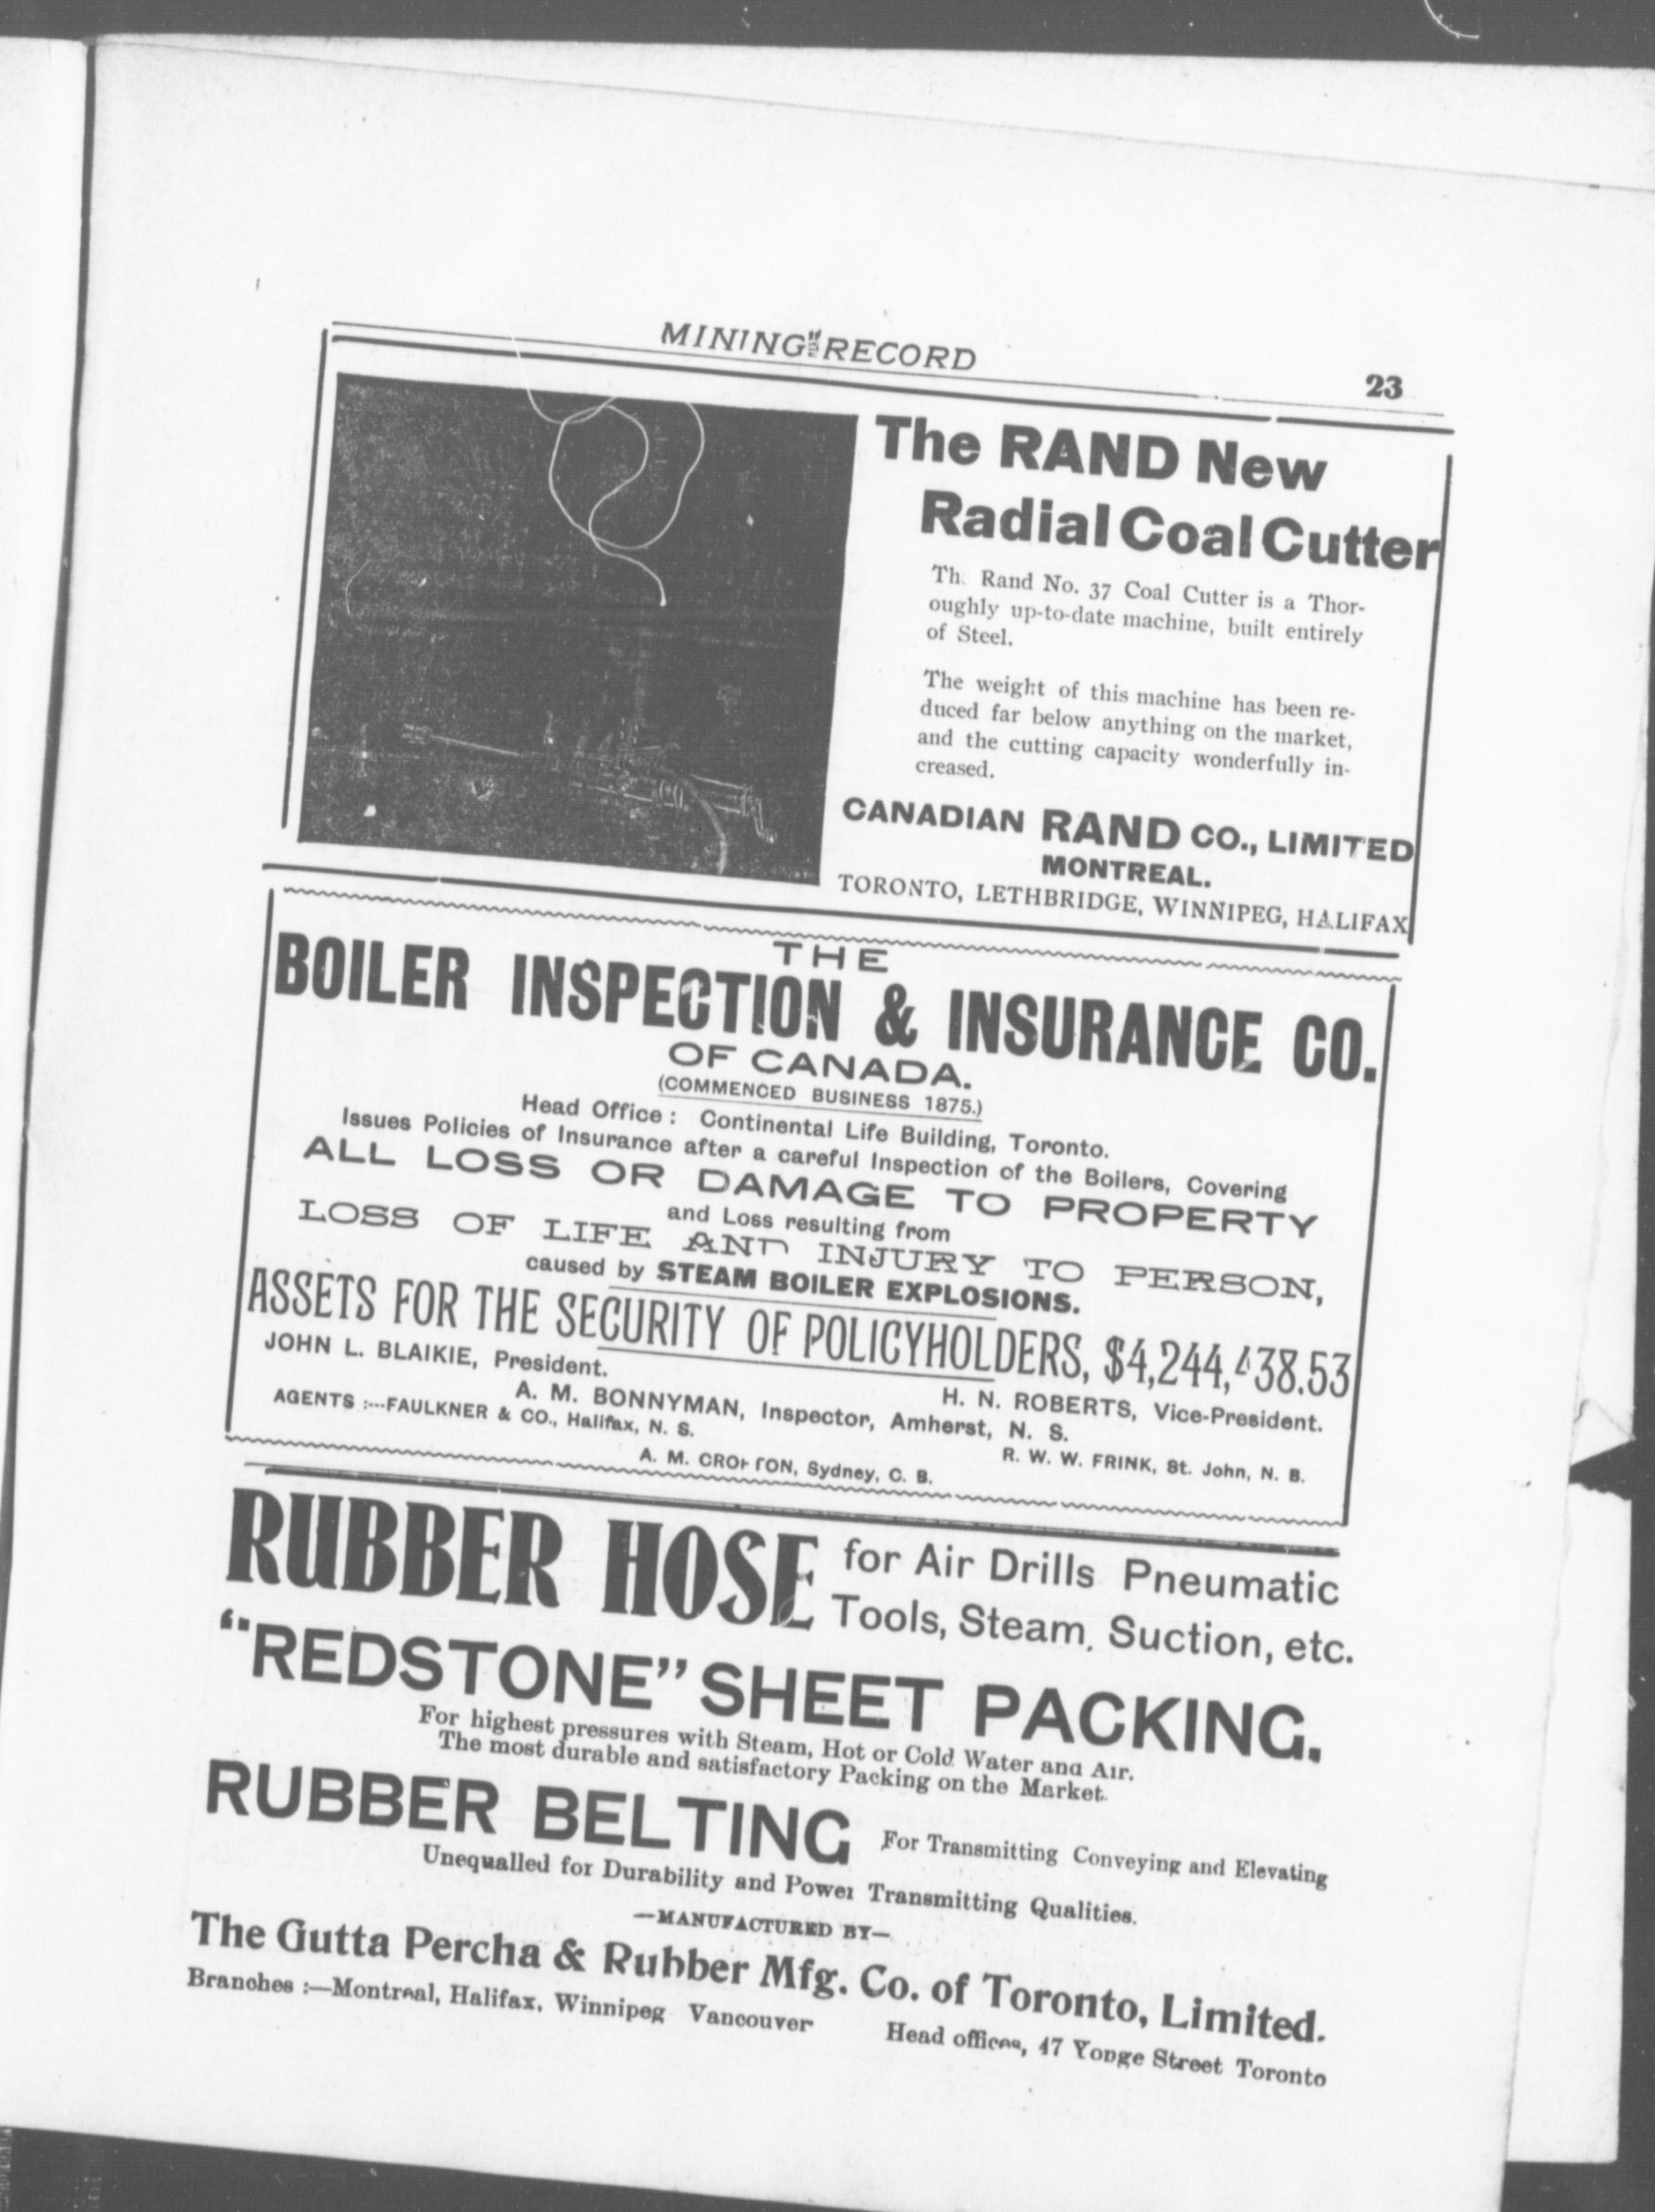 MINING RECORD
23
The RAND New
Radial Coal Cutter
Th. Rand No. 37 Coal Cutter is a Thor-
oughly up-to-date machine, built entirely
of Steel.
The weight of this machine has been re-
duced far below anything on the market,
and the cutting capacity wonderfully in-
creased.
CANADIAN RAND CO., LIMITED
MONTREAL.
TORONTO, LETHBRIDGE, WINNIPEG, HALIFAX
THE
BOILER INSPECTION & INSURANCE CO.
OF CANADA.
(COMMENCED BUSINESS 1875.)
Head Office : Continental Life Building, Toronto.
Issues Policies of Insurance after a careful Inspection of the Boilers, Covering
ALL LOSS OR DAMAGE TO PROPERTY
and Loss resulting from
LOSS OF LIFE AND INJURY TO PERSON,
caused by STEAM BOILER EXPLOSIONS.
ASSETS FOR THE SECURITY OF POLICYHOLDERS, $4,244,438.53
JOHN L. BLAIKIE, President.
H. N. ROBERTS, Vice-President.
A. M. BONNYMAN, Inspector, Amherst, N. S.
AGENTS :---FAULKNER & CO., Halifax, N. S.
R. W. W. FRINK, St. John, N. B.
A. M. CROFTON, Sydney, C. B.
RUBBER HOSE for Air Drills Pneumatic
Tools, Steam, Suction, etc.
"REDSTONE" SHEET PACKING.
For highest pressures with Steam, Hot or Cold Water and Air.
The most durable and satisfactory Packing on the Market.
RUBBER BELTING For Transmitting Conveying and Elevating
Unequalled for Durability and Power Transmitting Qualities.
—MANUFACTURED BY—
The Gutta Percha & Rubber Mfg. Co. of Toronto, Limited.
Branches :—Montreal, Halifax, Winnipeg Vancouver
Head offices, 47 Yonge Street Toronto